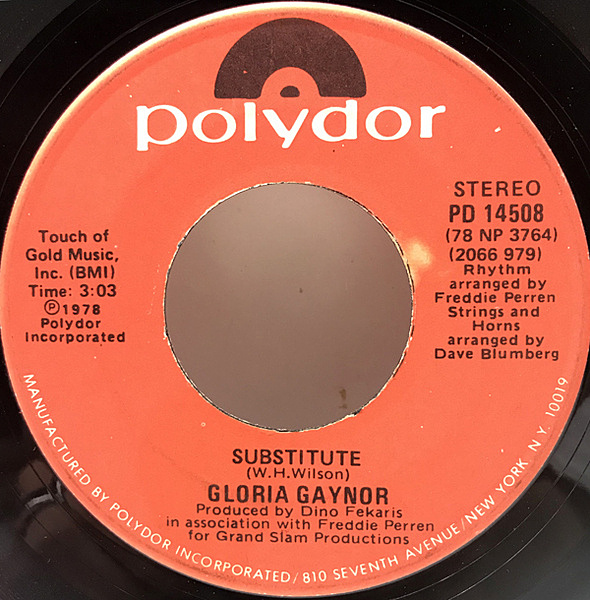 polydor
Touch of
Gold Music,
Inc. (BMI)
Time: 3:03
Ⓟ1978
Polydor
Incorporated
STEREO
PD 14508
(78 NP 3764)
(2066 979)
Rhythm
arranged by
Freddie Perren
Strings and
Horns
arranged by
Dave Blumberg
SUBSTITUTE
(W.H.Wilson)
GLORIA GAYNOR
Produced by Dino Fekaris
in association with Freddie Perren
for Grand Slam Productions
MANUFACTURED BY POLYDOR INCORPORATED/810 SEVENTH AVENUE/NEW YORK, N.Y. 10019